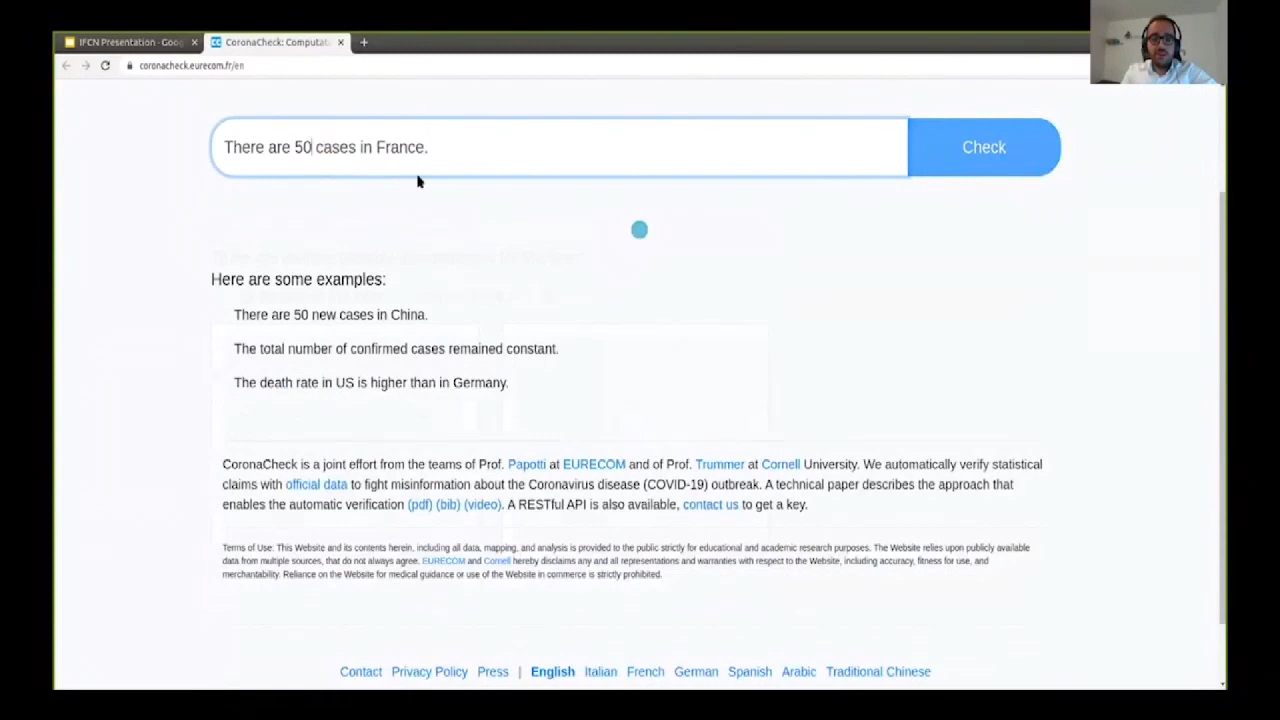 IFCN Presentation - Goog
CoronaCheck: Computat
coronacheck.eurecom.fr/en
There are 50 cases in France.
Check
Here are some examples:
There are 50 new cases in China.
The total number of confirmed cases remained constant.
The death rate in US is higher than in Germany.
CoronaCheck is a joint effort from the teams of Prof. Papotti at EURECOM and of Prof. Trummer at Cornell University. We automatically verify statistical
claims with official data to fight misinformation about the Coronavirus disease (COVID-19) outbreak. A technical paper describes the approach that
enables the automatic verification (pdf) (bib) (video). A RESTful API is also available, contact us to get a key.
Terms of Use: This Website and its contents herein, including all data, mapping, and analysis is provided to the public strictly for educational and academic research purposes. The Website relies upon publicly available
data from multiple sources, that do not always agree. EURECOM and Cornell hereby disclaims any and all representations and warranties with respect to the Website, including accuracy, fitness for use, and
merchantability. Reliance on the Website for medical guidance or use of the Website in commerce is strictly prohibited.
Contact Privacy Policy Press | English Italian French German Spanish Arabic Traditional Chinese